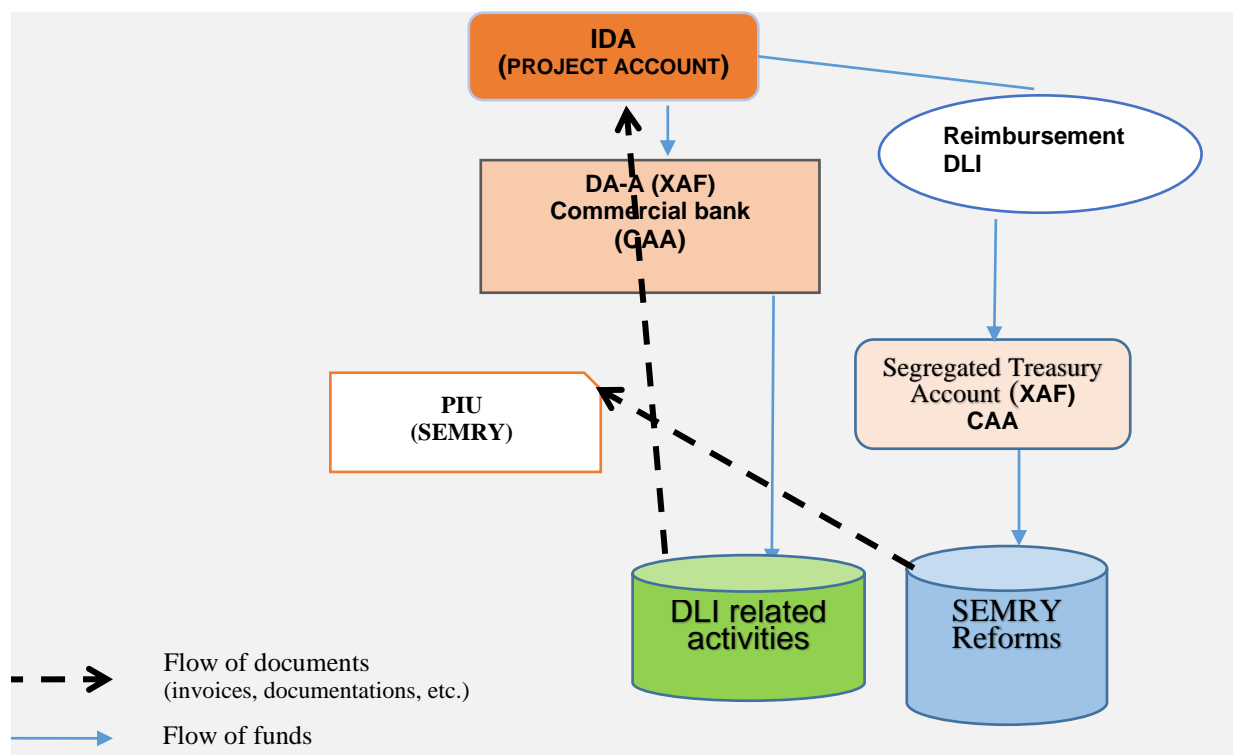 IDA
(PROJECT ACCOUNT)
Reimbursement
DLI
DA-A (XAF)
Commercial bank
(CAA)
Segregated Treasury
Account (XAF)
CAA
PIU
(SEMRY)
DLI related
activities
SEMRY
Reforms
Flow of documents
(invoices, documentations, etc.)
Flow of funds